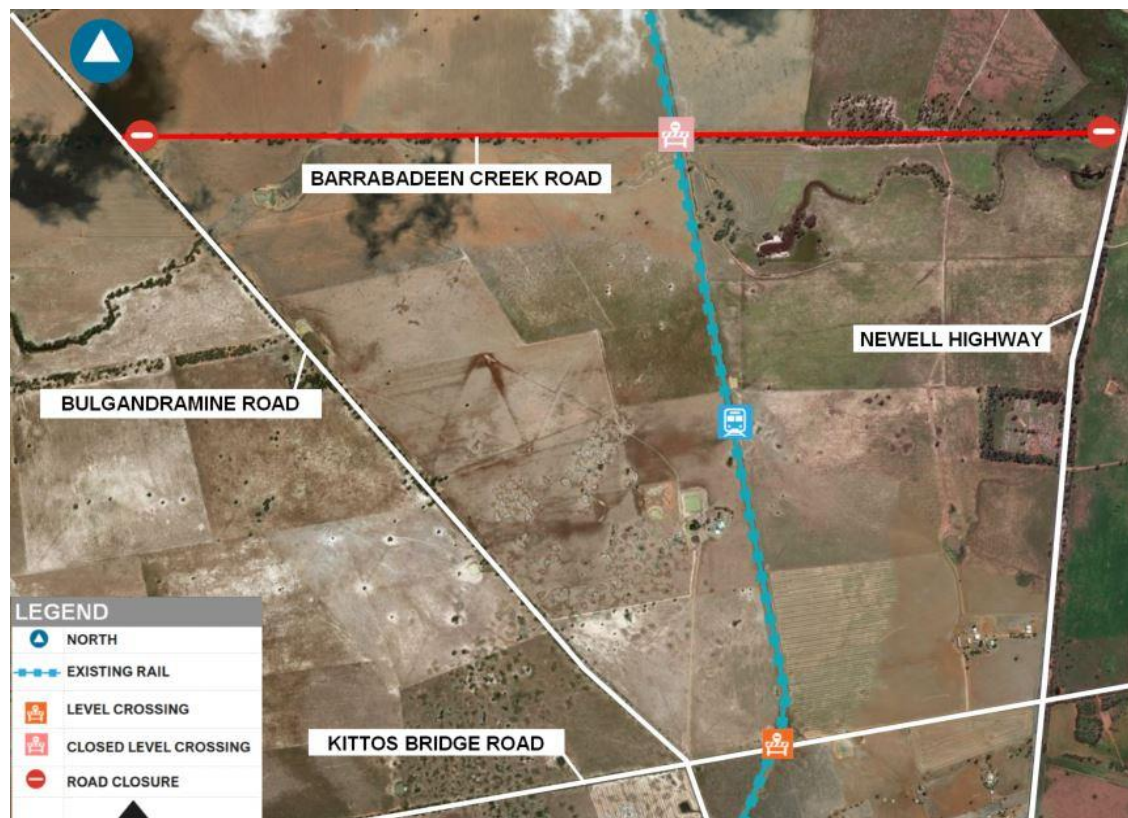 BARRABADEEN CREEK ROAD
NEWELL HIGHWAY
BULGANDRAMINE ROAD
KITTOS BRIDGE ROAD
LEGEND
NORTH
EXISTING RAIL
LEVEL CROSSING
CLOSED LEVEL CROSSING
ROAD CLOSURE